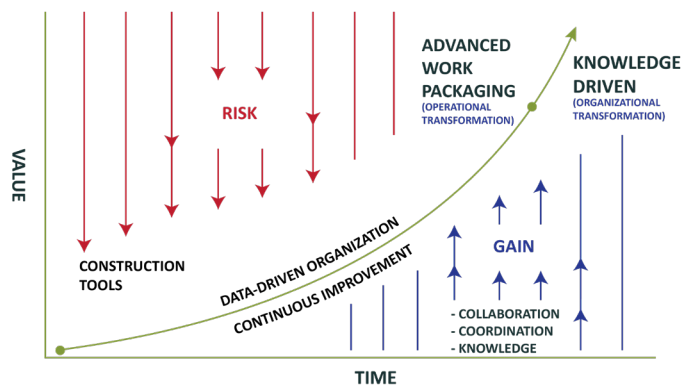 ADVANCED
WORK
PACKAGING
(OPERATIONAL
TRANSFORMATION)
KNOWLEDGE
DRIVEN
(ORGANIZATIONAL
TRANSFORMATION)
RISK
VALUE
CONSTRUCTION
TOOLS
DATA-DRIVEN ORGANIZATION
CONTINUOUS IMPROVEMENT
GAIN
- COLLABORATION
- COORDINATION
- KNOWLEDGE
TIME